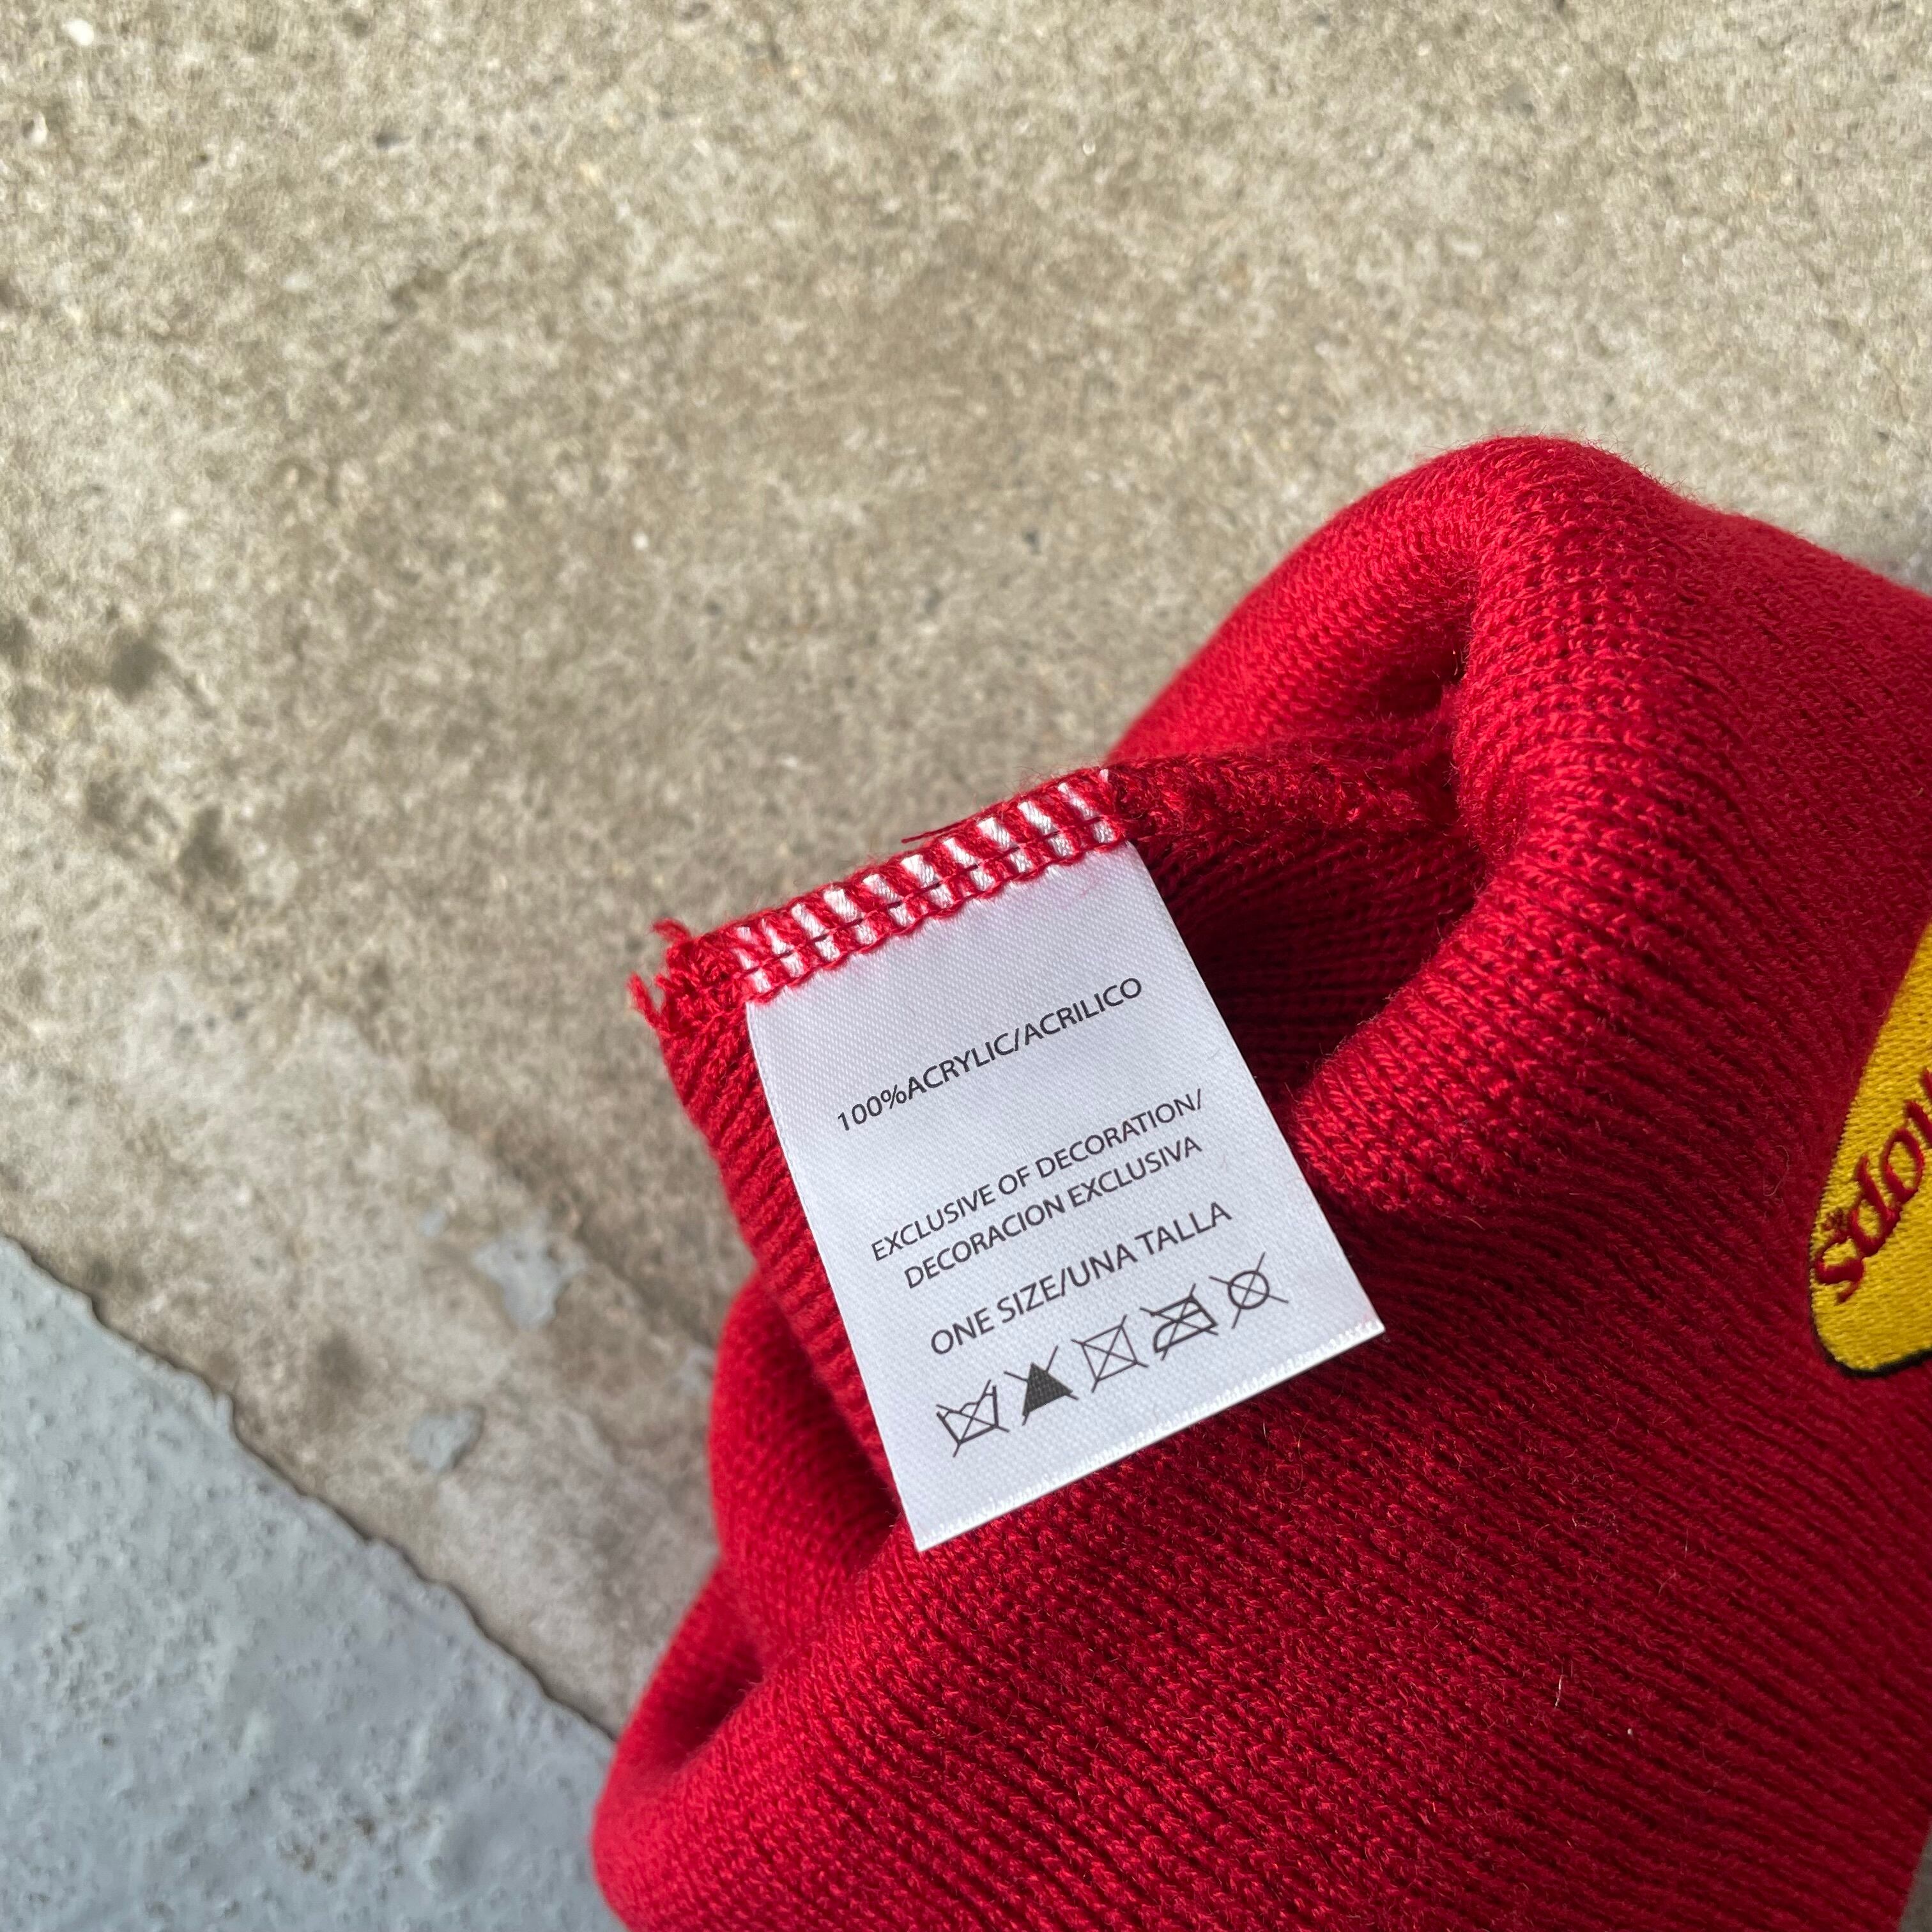 100%ACRYLIC/ACRILICO
EXCLUSIVE OF DECORATION/
DECORACION EXCLUSIVA
ONE SIZE/UNA TALLA